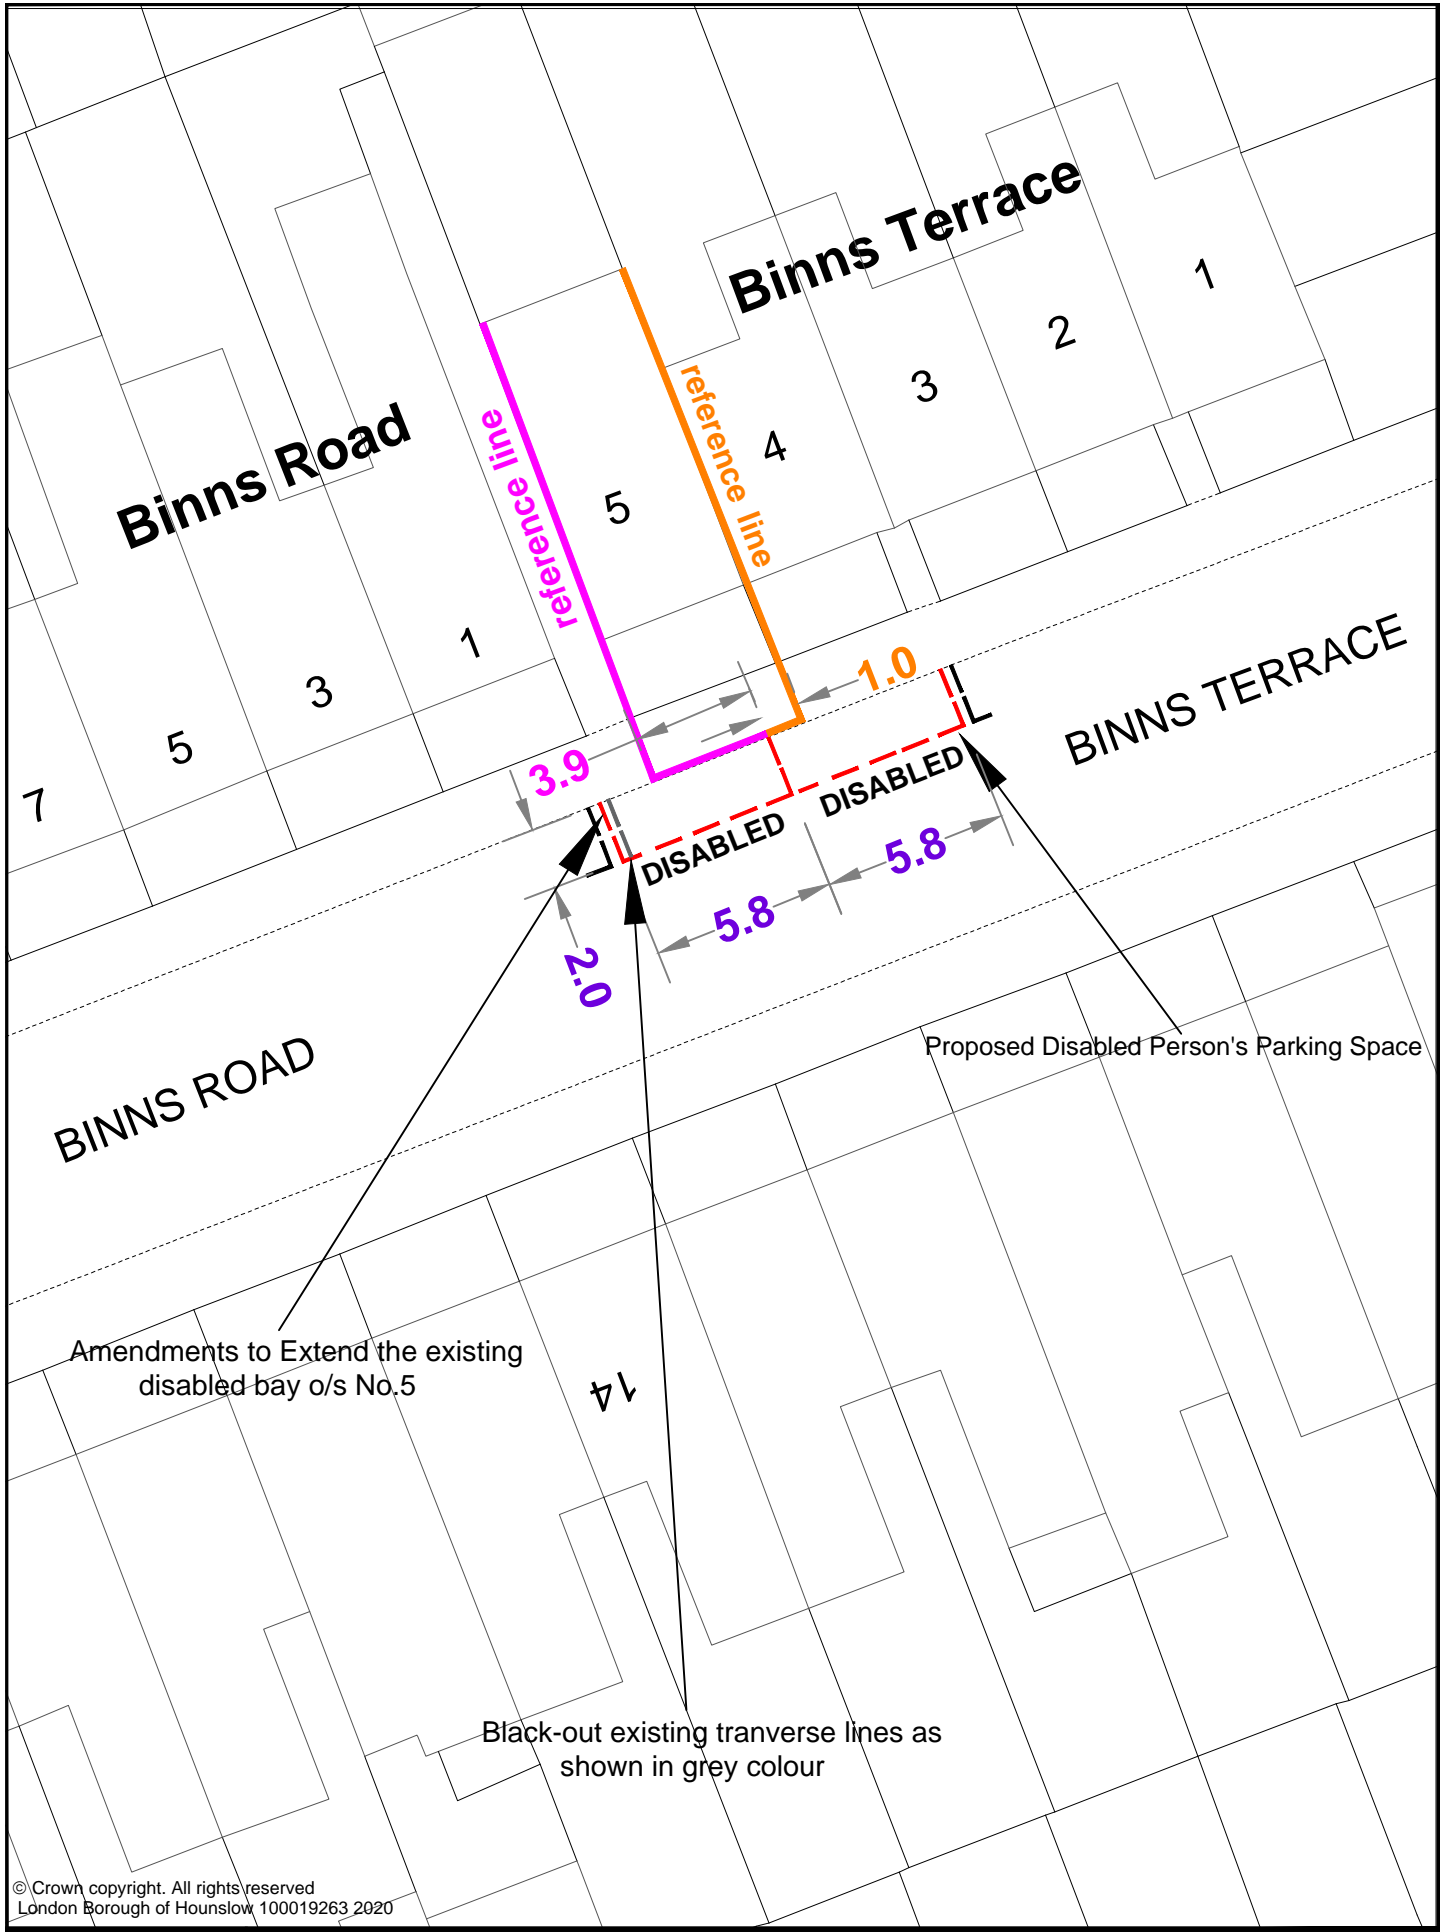 Binns Terrace
1
2
3
4
5
reference line
reference line
Binns Road
1
3
5
7
1.0
3.9
BINNS TERRACE
DISABLED
DISABLED
5.8
5.8
2.0
BINNS ROAD
Proposed Disabled Person's Parking Space
Amendments to Extend the existing
disabled bay o/s No.5
14
Black-out existing tranverse lines as
shown in grey colour
© Crown copyright. All rights reserved
London Borough of Hounslow 100019263 2020